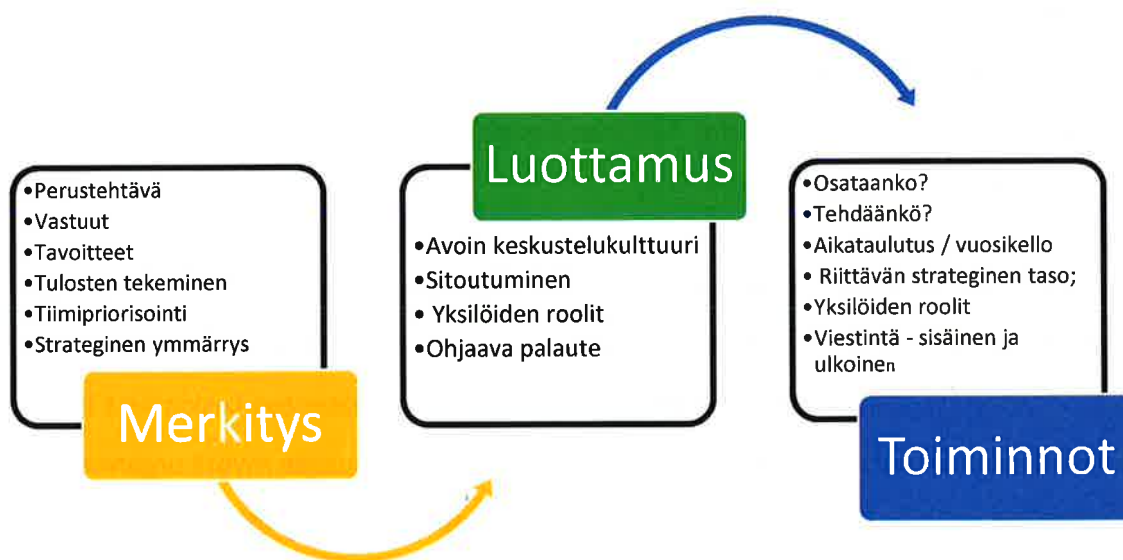 •Perustehtävä
•Vastuut
•Tavoitteet
•Tulosten tekeminen
•Tiimipriorisointi
•Strateginen ymmärrys
Merkitys
Luottamus
•Avoin keskustelukulttuuri
•Sitoutuminen
• Yksilöiden roolit
•Ohjaava palaute
•Osataanko?
•Tehdäänkö?
•Aikataulutus / vuosikello
• Riittävän strateginen taso;
•Yksilöiden roolit
•Viestintä - sisäinen ja
ulkoinen
Toiminnot